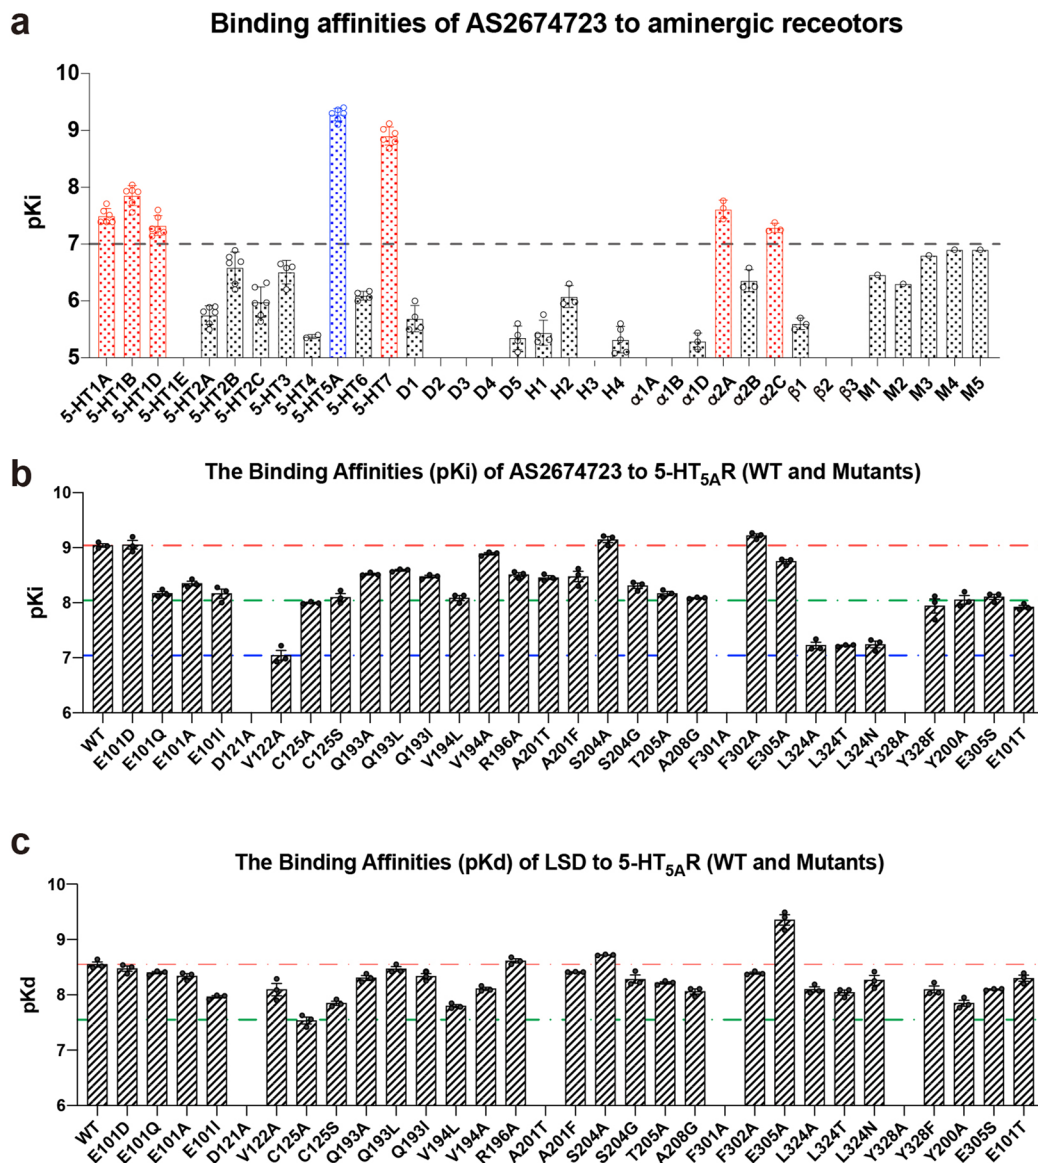 a
Binding affinities of AS2674723 to aminergic receotors
pKi
10
9
8
7
6
5
5-HT1A
5-HT1B
5-HT1D
5-HT1E
5-HT2A
5-HT2B
5-HT2C
5-HT3
5-HT4
5-HT5A
5-HT6
5-HT7
D1
D2
D3
D4
D5
H1
H2
H3
H4
α1A
α1B
α1D
α2A
α2B
α2C
β1
β2
β3
M1
M2
M3
M4
M5
b
The Binding Affinities (pKi) of AS2674723 to 5-HT5AR (WT and Mutants)
pKi
10
9
8
7
6
WT
E101D
E101Q
E101A
E101I
D121A
V122A
C125A
C125S
Q193A
Q193L
Q193I
V194L
V194A
R196A
A201T
A201F
S204A
S204G
T205A
A208G
F301A
F302A
E305A
L324A
L324T
L324N
Y328A
Y328F
Y200A
E305S
E101T
c
The Binding Affinities (pKd) of LSD to 5-HT5AR (WT and Mutants)
pKd
10
9
8
7
6
WT
E101D
E101Q
E101A
E101I
D121A
V122A
C125A
C125S
Q193A
Q193L
Q193I
V194L
V194A
R196A
A201T
A201F
S204A
S204G
T205A
A208G
F301A
F302A
E305A
L324A
L324T
L324N
Y328A
Y328F
Y200A
E305S
E101T